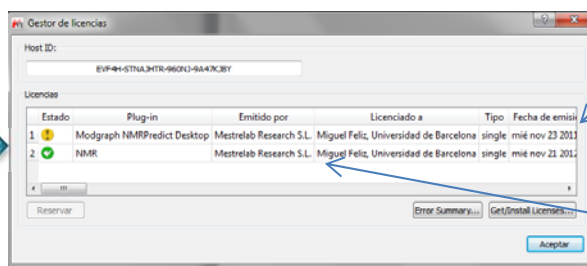 Gestor de licencias
Host ID:
EVF4H-STNAJHTR-960NJ-9A47KJBY
Licencias
Estado Plug-in Emitido por Licenciado a Tipo Fecha de emisió
1 Modgraph NMRPredict Desktop Mestrelab Research S.L. Miguel Feliz, Universidad de Barcelona single mié nov 23 2011
2 NMR Mestrelab Research S.L. Miguel Feliz, Universidad de Barcelona single mié nov 21 2012
Reservar Error Summary... Get/Install Licenses...
Aceptar